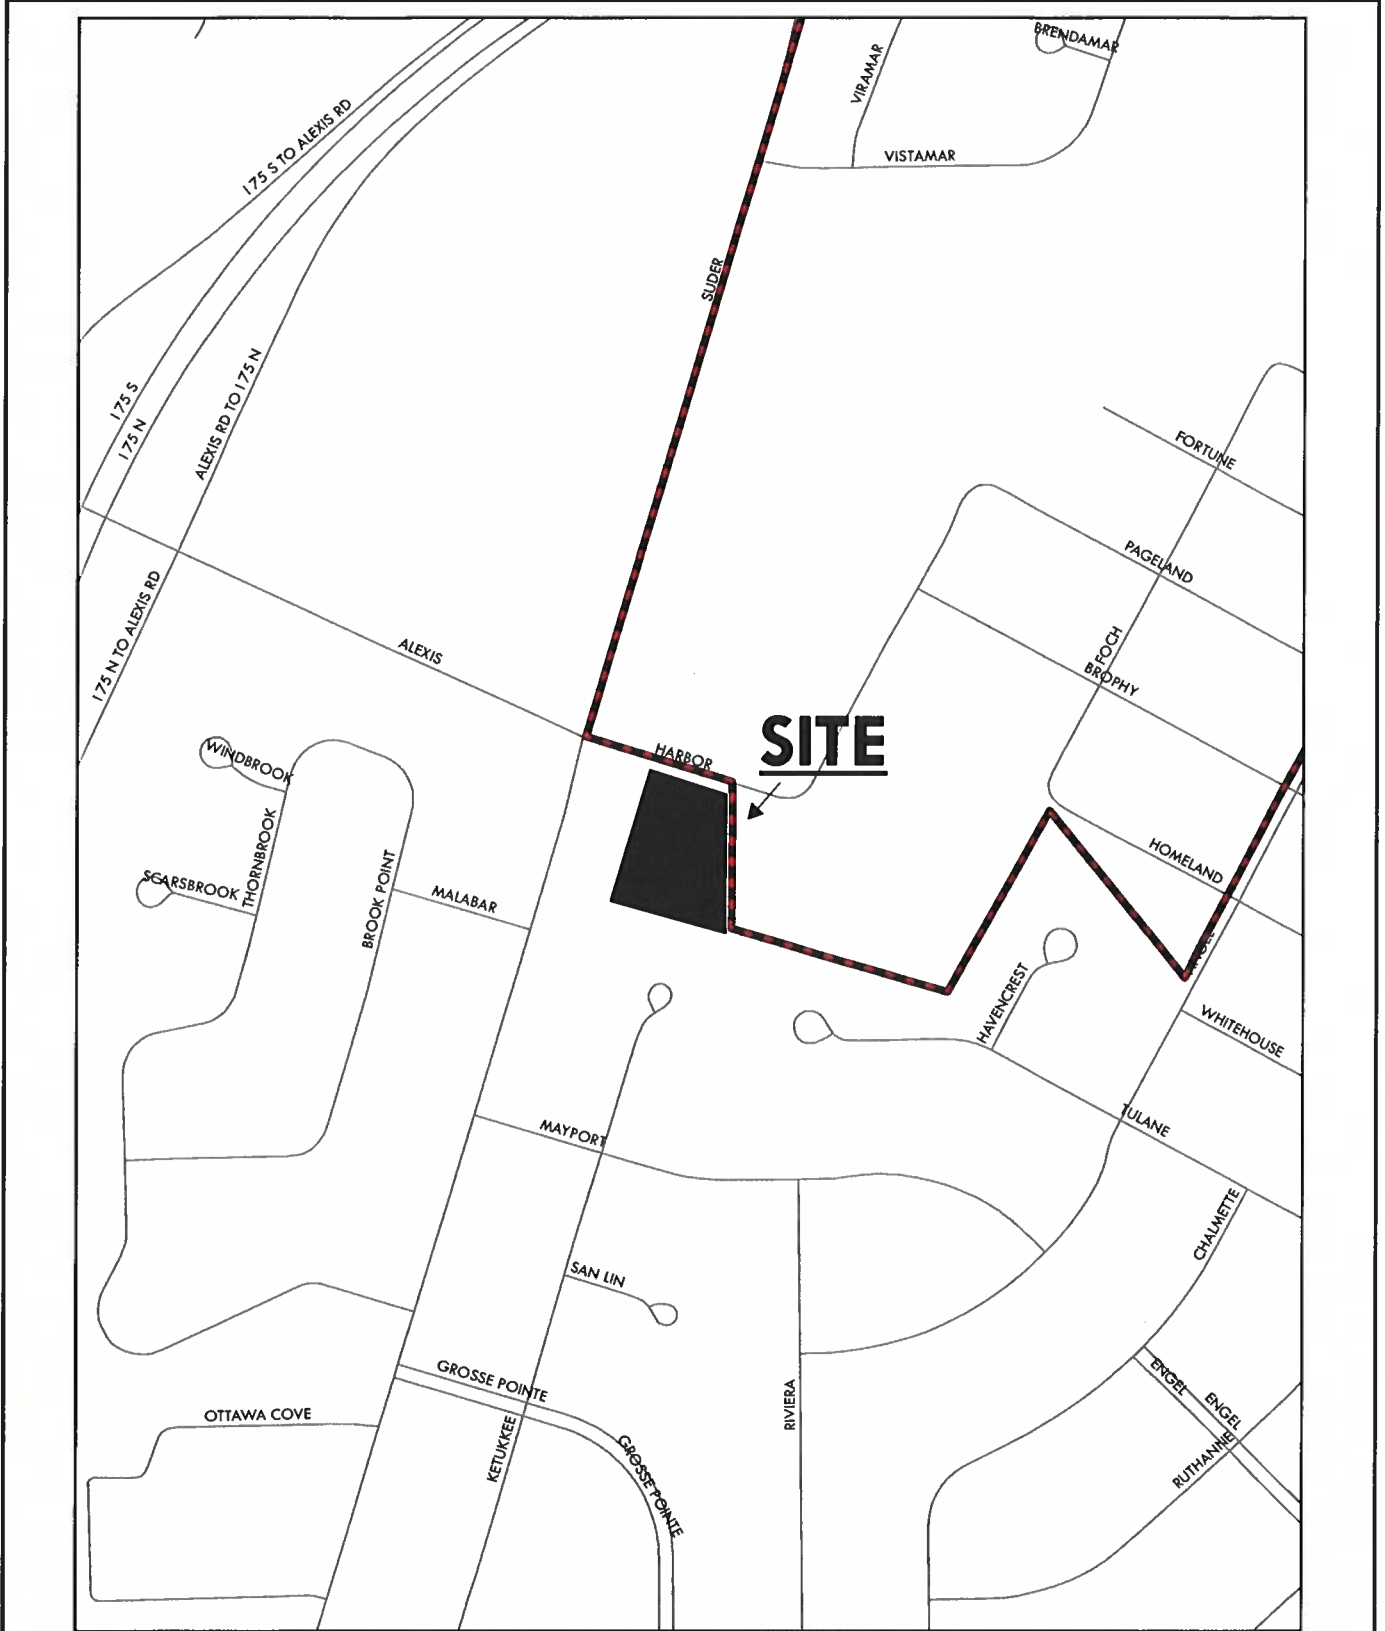 BRENDAMAR
VIRAMAR
175 S TO ALEXIS RD
VISTAMAR
SUDER
175 S
175 N
ALEXIS RD TO 175 N
FORTUNE
PAGELAND
175 N TO ALEXIS RD
ALEXIS
FOCH
BROPHY
SITE
HARBOR
WINDBROOK
THORNBROOK
SCARSBROOK
BROOK POINT
MALABAR
HOMELAND
HAVENCREST
WHITEHOUSE
MAYPORT
TULANE
CHALMETTE
SAN LIN
GROSSE POINTE
ENGEL
ENGEL
RIVIERA
OTTAWA COVE
KETUKKEE
GROSSE POINTE
RUTHANNE